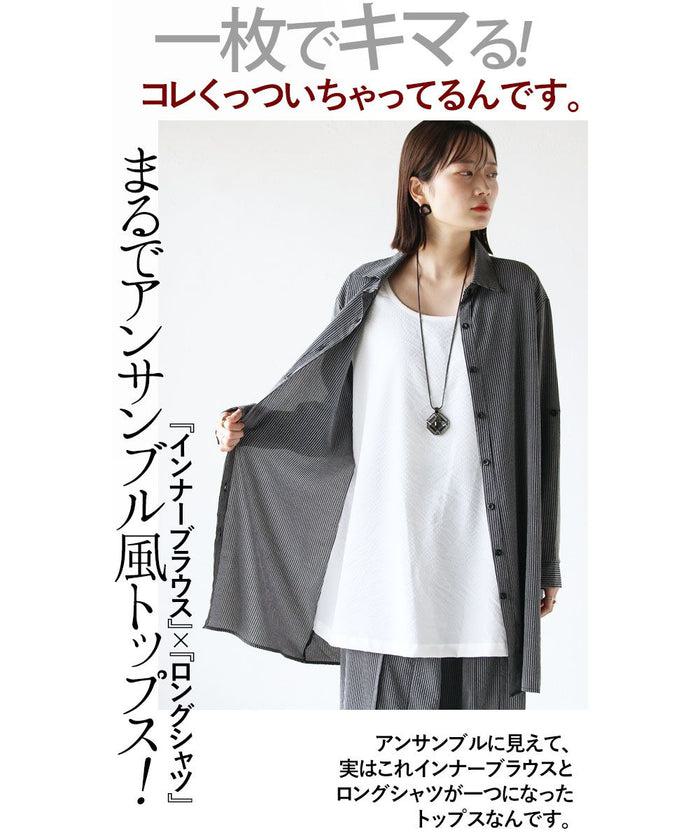 一枚でキマる!
コレくっついちゃってるんです。
まるでアンサンブル風トップス!
『インナーブラウス』×『ロングシャツ』
アンサンブルに見えて、
実はこれインナーブラウスと
ロングシャツが一つになった
トップスなんです。